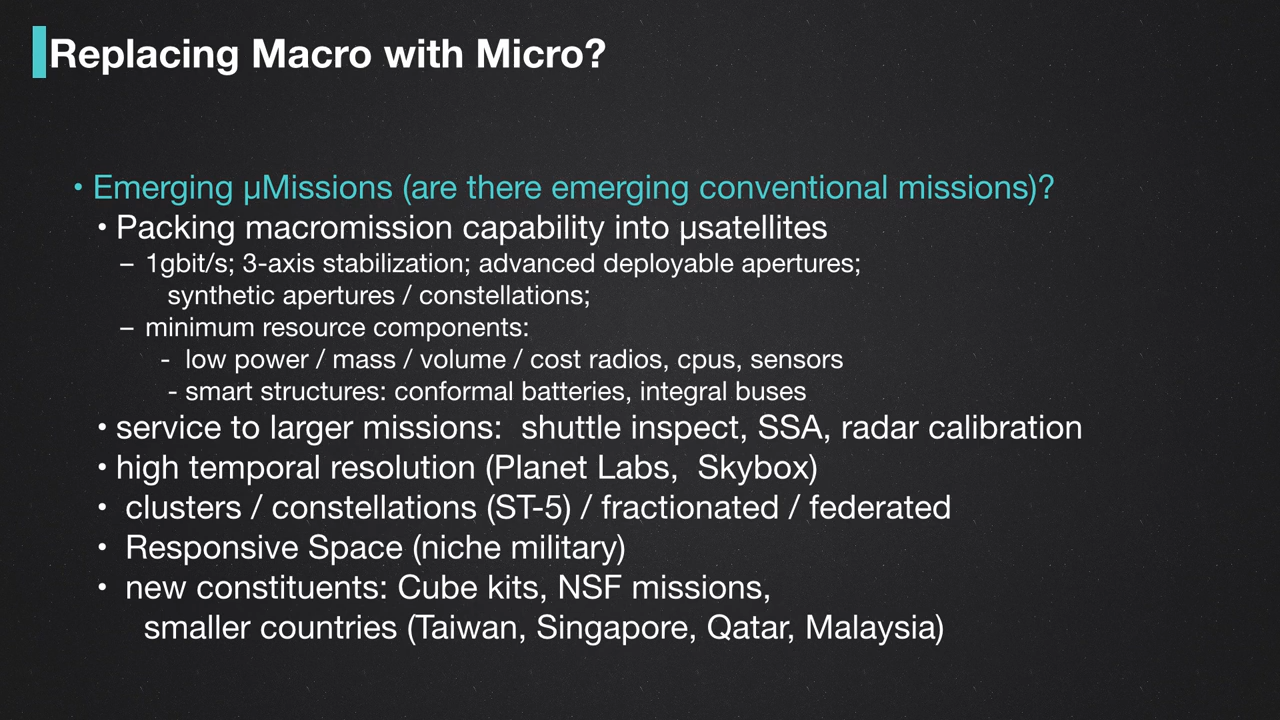 Replacing Macro with Micro?
• Emerging µMissions (are there emerging conventional missions)?
• Packing macromission capability into µsatellites
– 1gbit/s; 3-axis stabilization; advanced deployable apertures;
synthetic apertures / constellations;
– minimum resource components:
- low power / mass / volume / cost radios, cpus, sensors
- smart structures: conformal batteries, integral buses
• service to larger missions: shuttle inspect, SSA, radar calibration
• high temporal resolution (Planet Labs, Skybox)
• clusters / constellations (ST-5) / fractionated / federated
• Responsive Space (niche military)
• new constituents: Cube kits, NSF missions,
smaller countries (Taiwan, Singapore, Qatar, Malaysia)